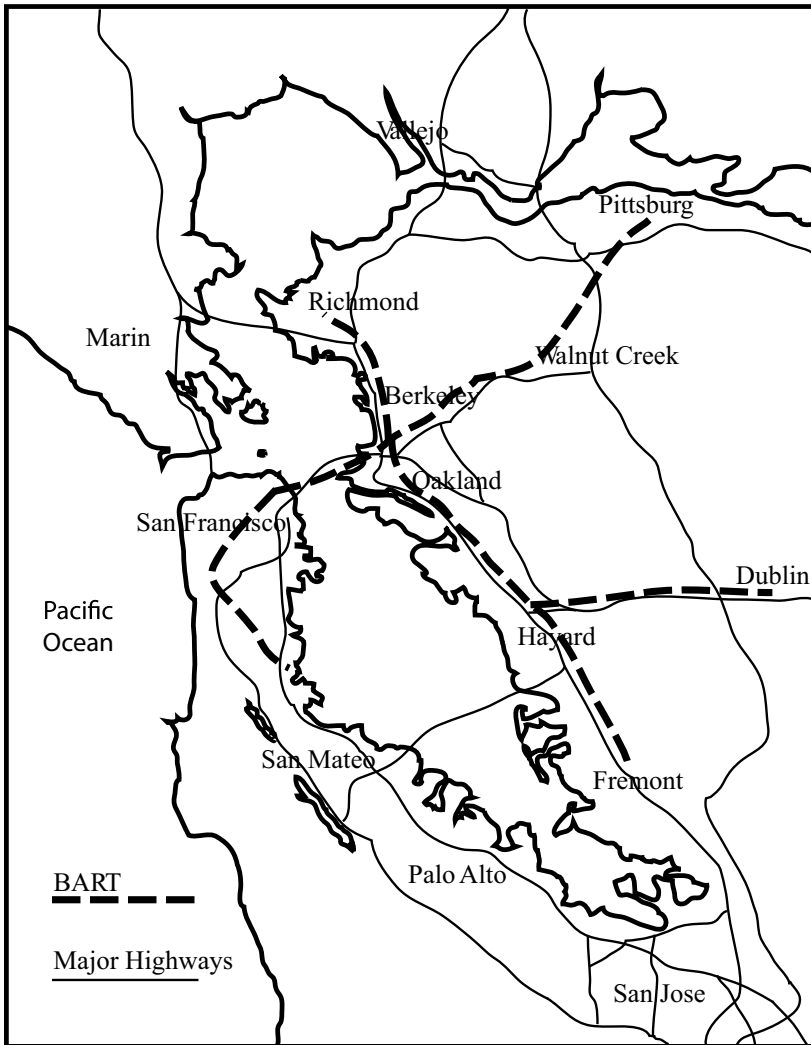 Vallejo
Pittsburg
Richmond
Marin
Walnut Creek
Berkeley
Oakland
San Francisco
Dublin
Pacific
Ocean
Hayard
San Mateo
Fremont
Palo Alto
BART
Major Highways
San Jose